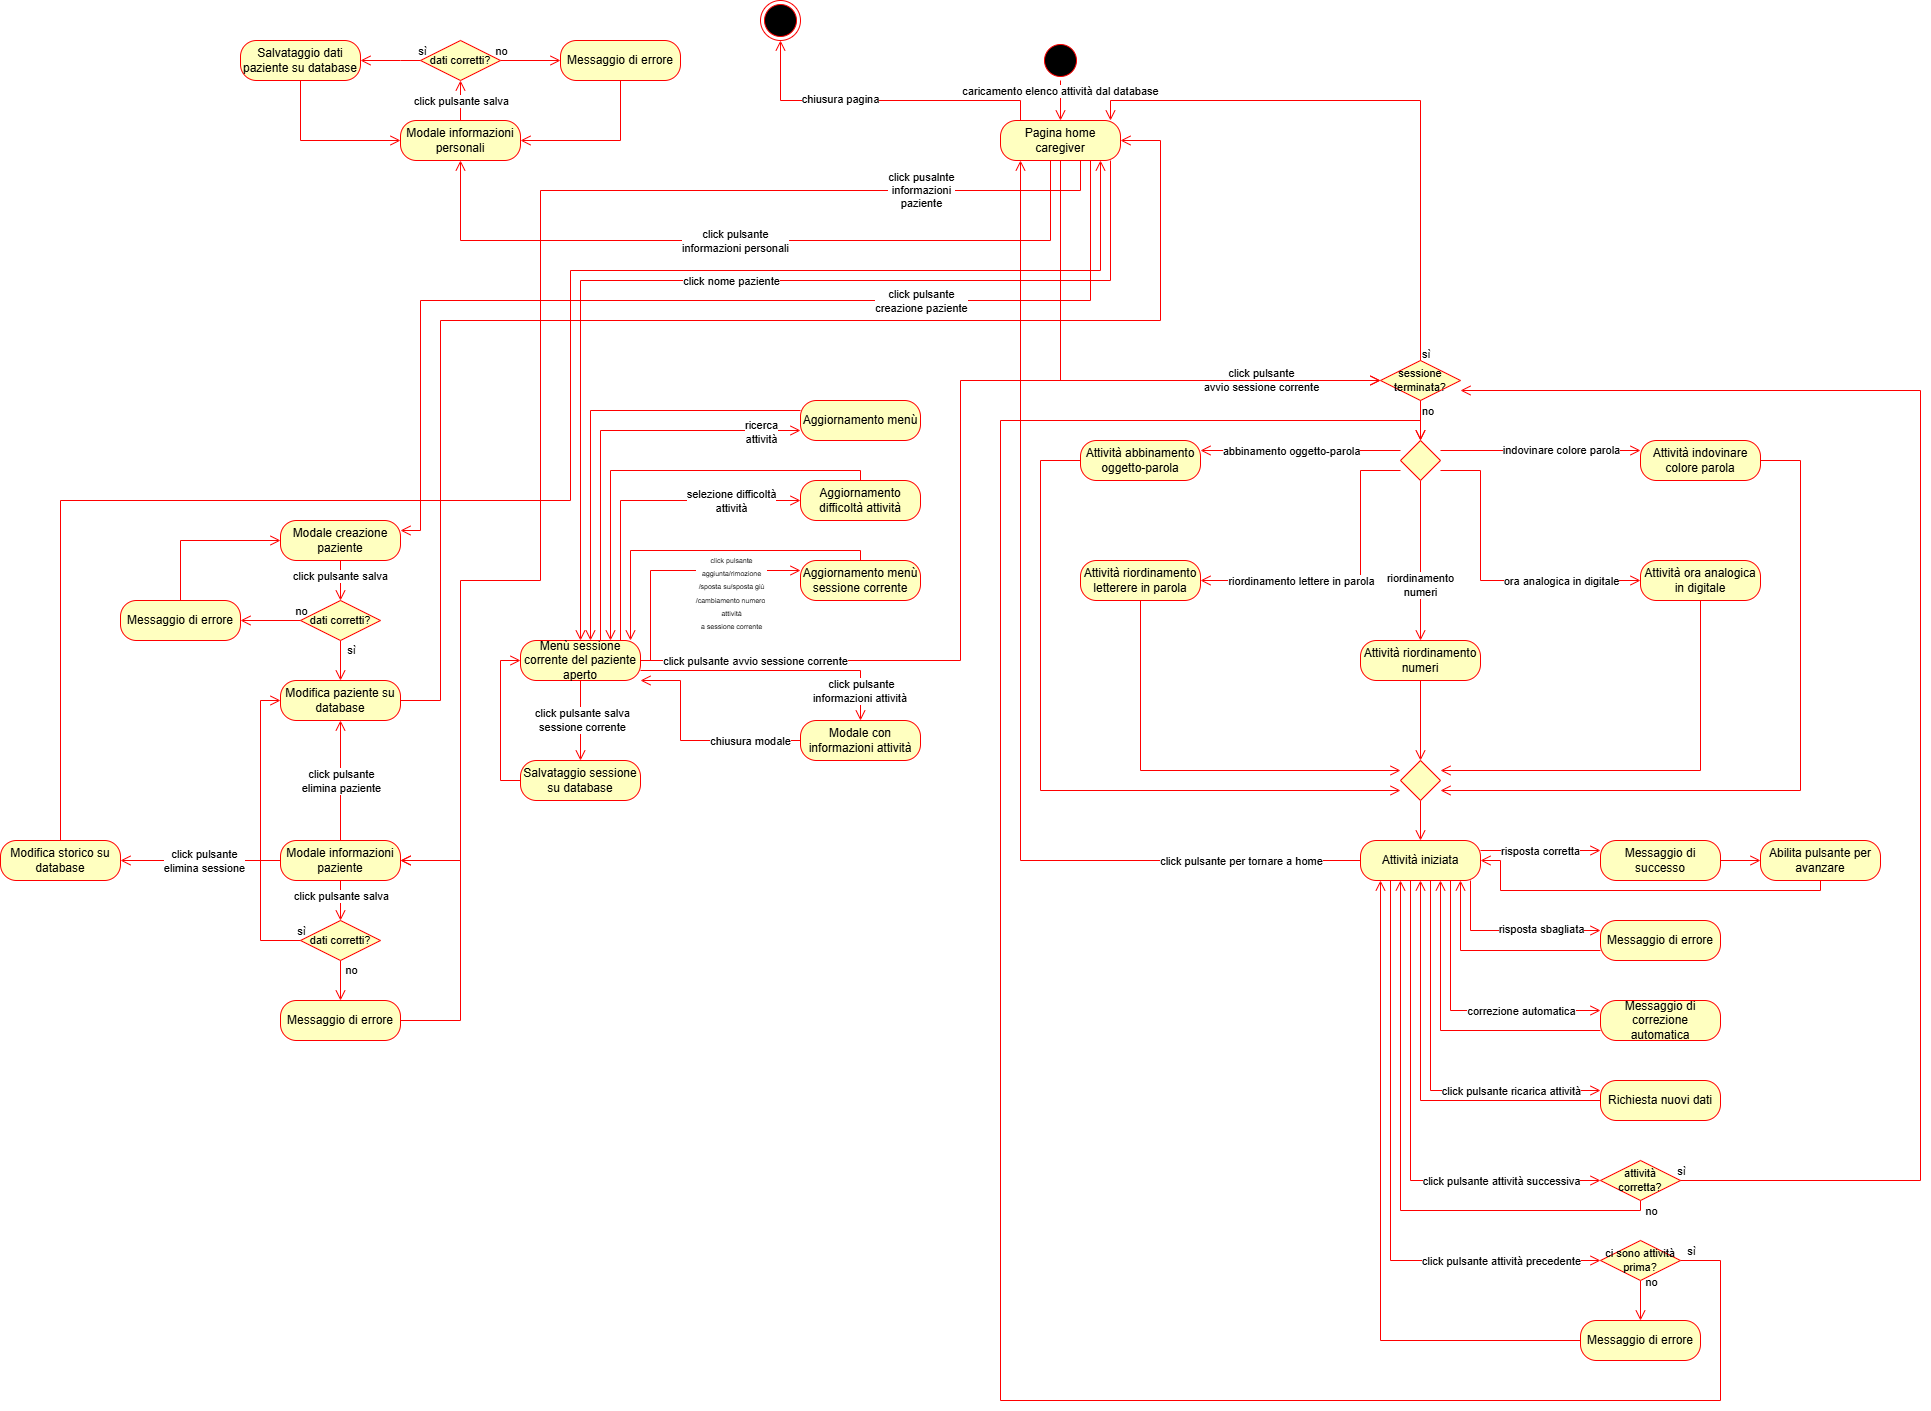 Salvataggio dati
paziente su database
sì
dati corretti?
no
Messaggio di errore
click pulsante salva
Modale informazioni
personali
chiusura pagina
caricamento elenco attività dal database
Pagina home
caregiver
click pusalnte
informazioni
paziente
click pulsante
informazioni personali
click nome paziente
click pulsante
creazione paziente
click pulsante
avvio sessione corrente
sì
sessione
terminata?
no
Aggiornamento menù
ricerca
attività
Aggiornamento
difficoltà attività
selezione difficoltà
attività
click pulsante
aggiunta/rimozione
/sposta su/sposta giù
/cambiamento numero
attività
a sessione corrente
Aggiornamento menù
sessione corrente
Menù sessione
corrente del paziente
aperto
click pulsante avvio sessione corrente
click pulsante
informazioni attività
chiusura modale
Modale con
informazioni attività
click pulsante salva
sessione corrente
Salvataggio sessione
su database
Modale creazione
paziente
click pulsante salva
Messaggio di errore
no
dati corretti?
sì
Modifica paziente su
database
click pulsante
elimina paziente
Modifica storico su
database
click pulsante
elimina sessione
Modale informazioni
paziente
click pulsante salva
sì
dati corretti?
no
Messaggio di errore
Attività abbinamento
oggetto-parola
abbinamento oggetto-parola
indovinare colore parola
Attività indovinare
colore parola
Attività riordinamento
letterere in parola
riordinamento lettere in parola
riordinamento
numeri
ora analogica in digitale
Attività ora analogica
in digitale
Attività riordinamento
numeri
click pulsante per tornare a home
Attività iniziata
risposta corretta
Messaggio di
successo
Abilita pulsante per
avanzare
risposta sbagliata
Messaggio di errore
correzione automatica
Messaggio di
correzione
automatica
click pulsante ricarica attività
Richiesta nuovi dati
click pulsante attività successiva
attività
corretta?
sì
no
click pulsante attività precedente
ci sono attività
prima?
sì
no
Messaggio di errore